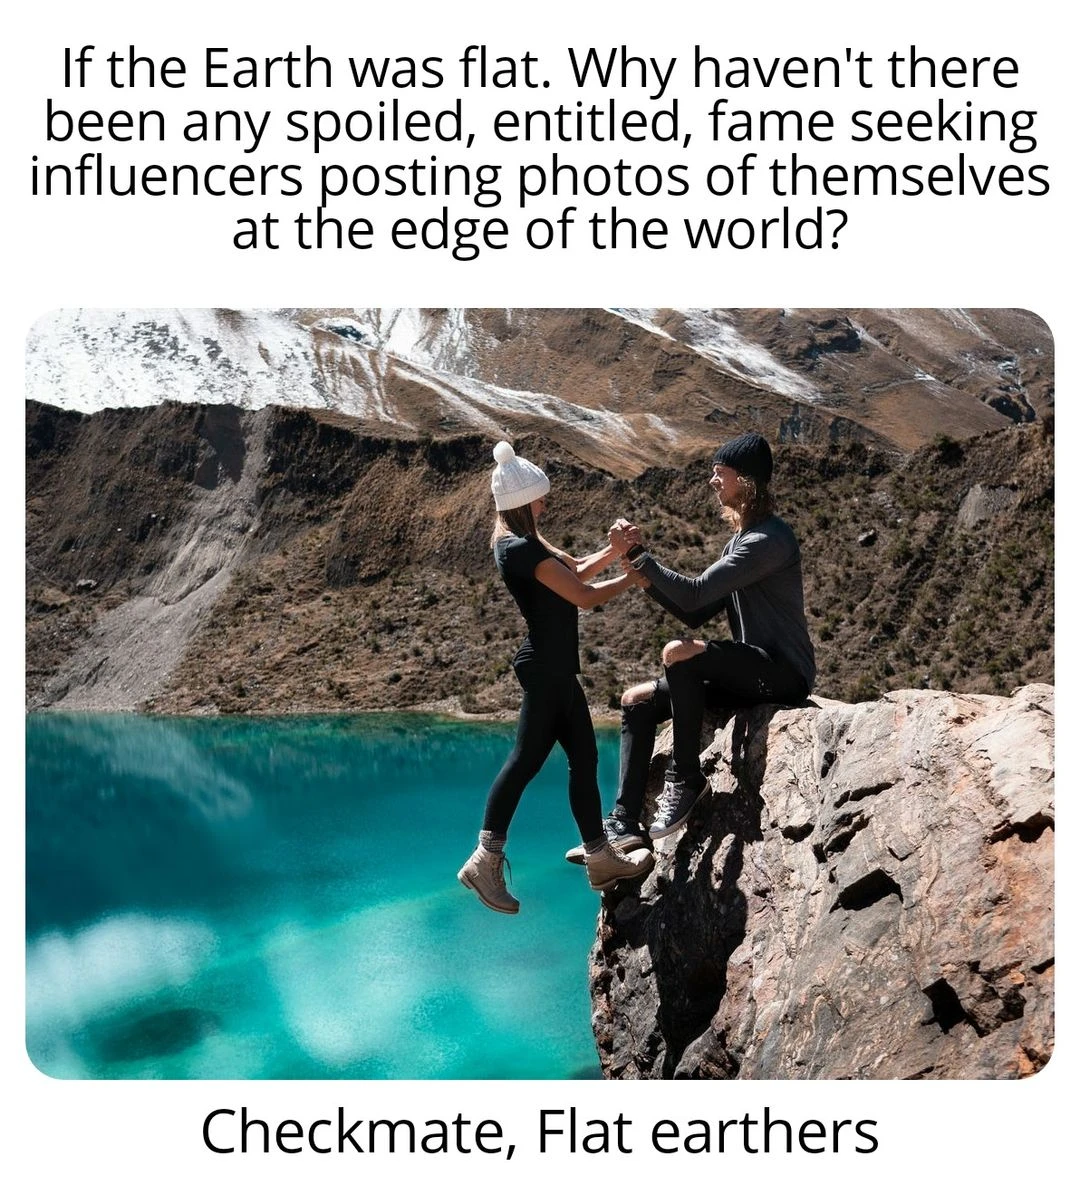 If the Earth was flat. Why haven't there
been any spoiled, entitled, fame seeking
influencers posting photos of themselves
at the edge of the world?
Checkmate, Flat earthers